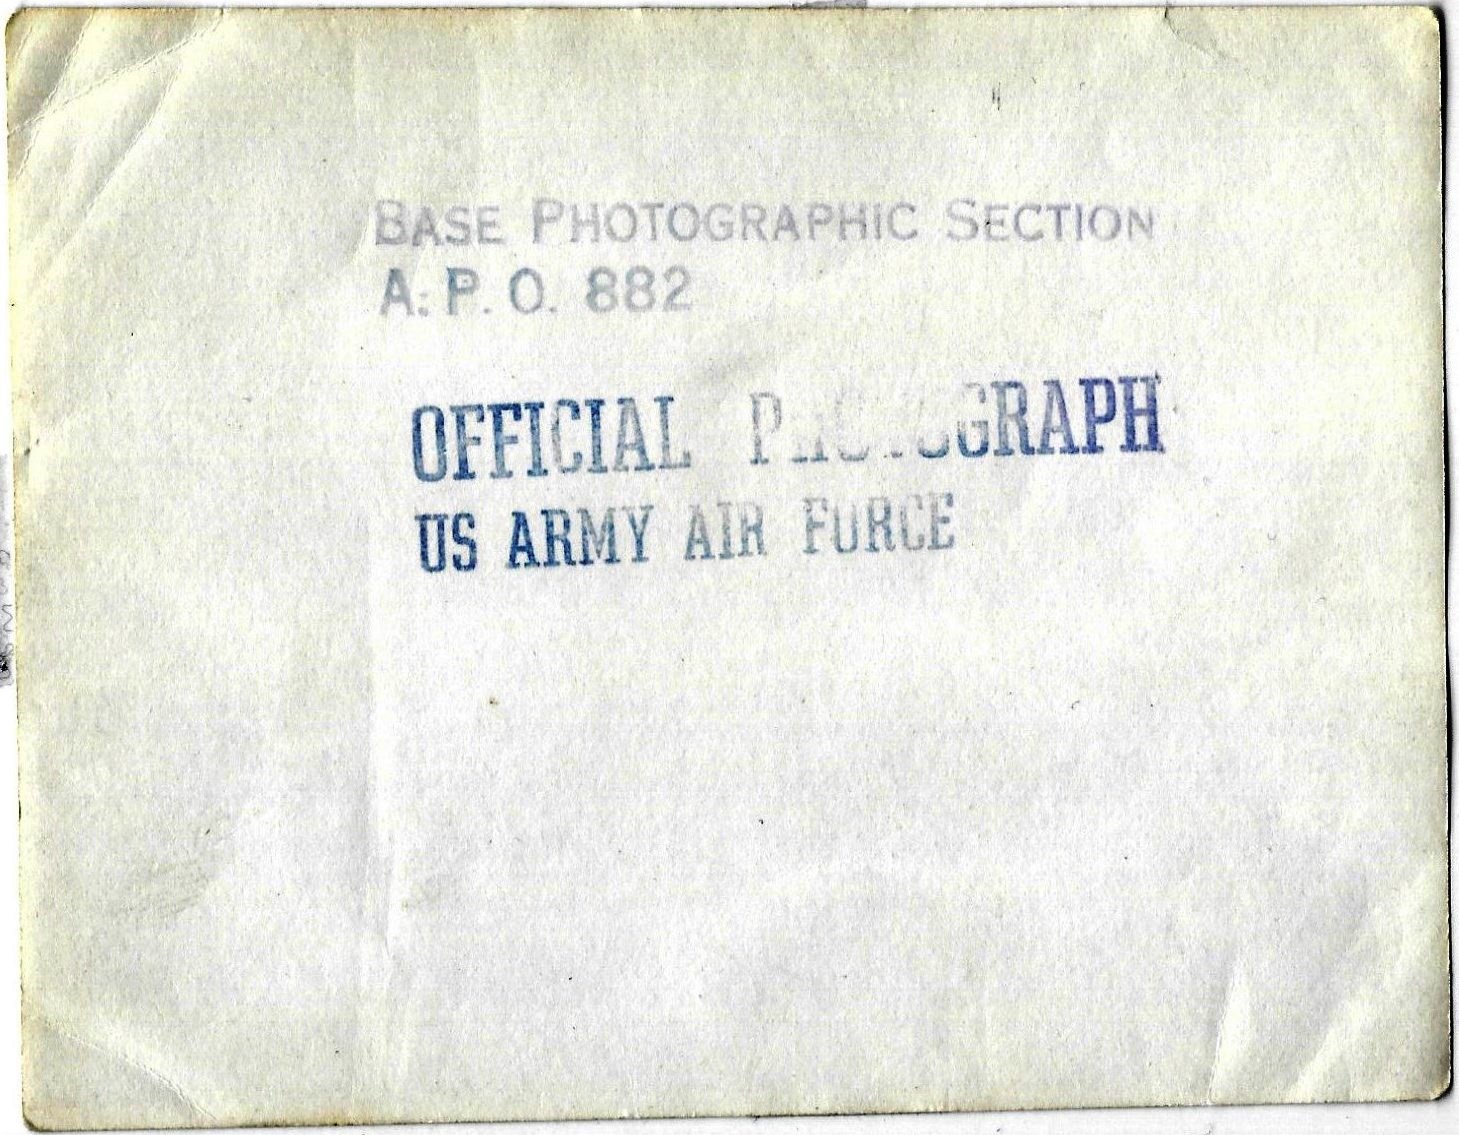 BASE PHOTOGRAPHIC SECTION
A. P. O. 882
OFFICIAL PHOTOGRAPH
US ARMY AIR FORCE